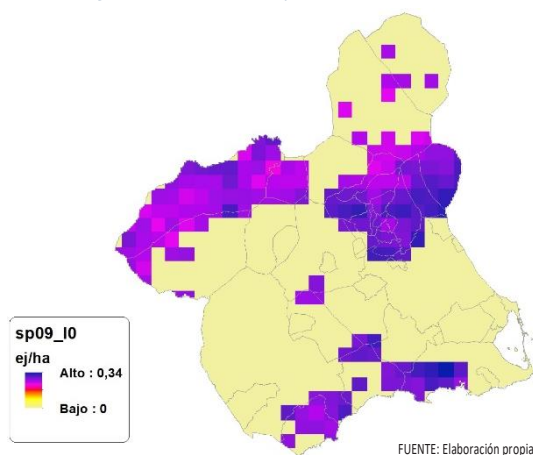 sp09_I0
ej/ha
Alto : 0,34
Bajo : 0
FUENTE: Elaboración propia